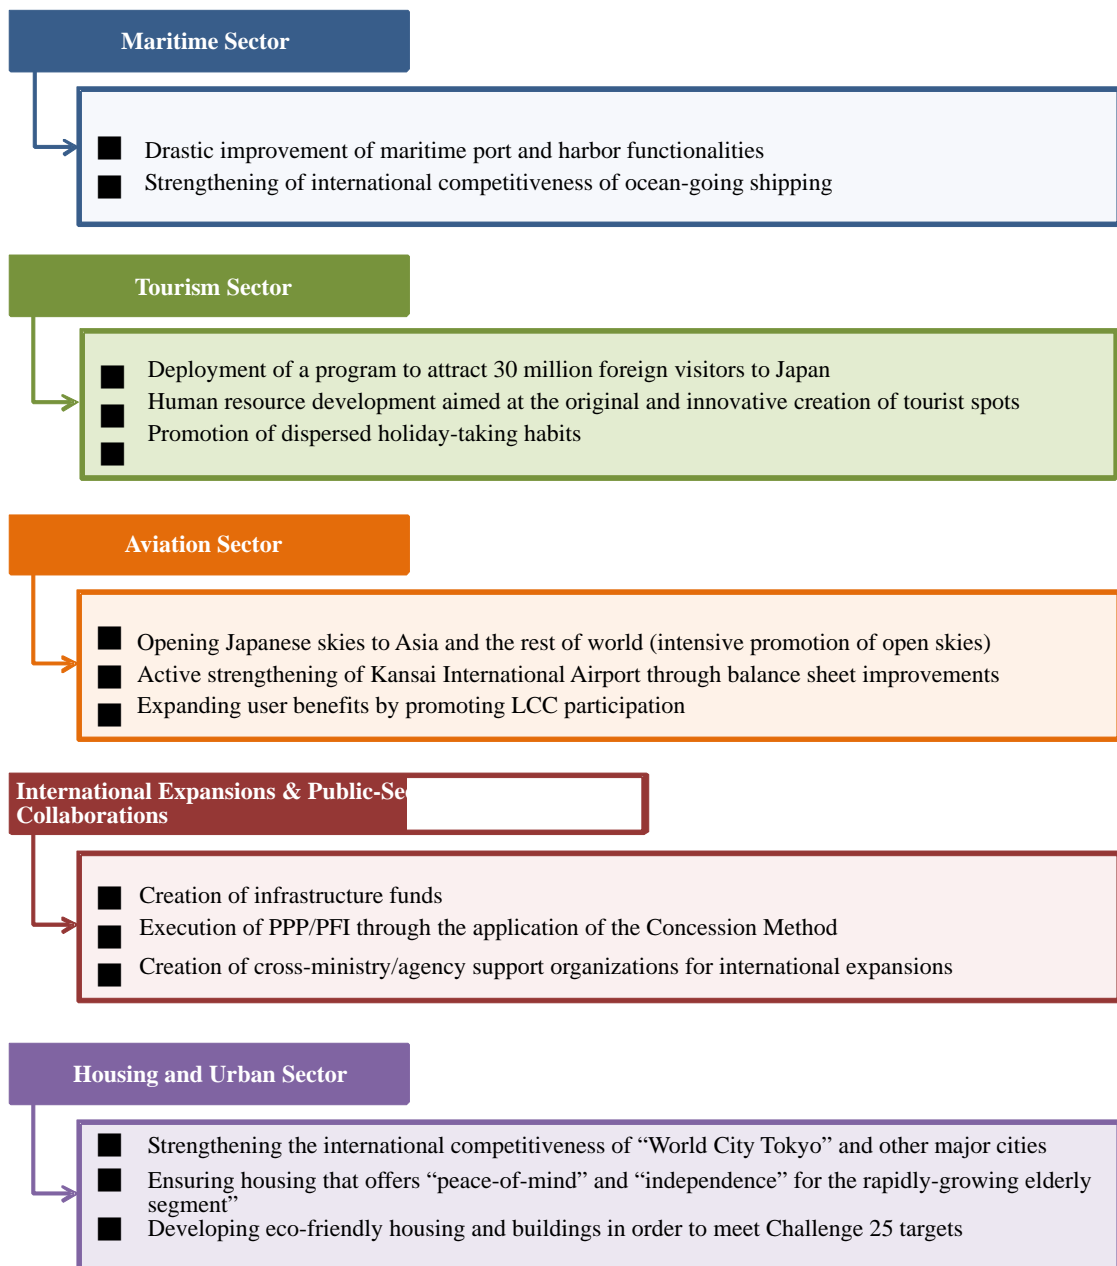 Maritime Sector
Drastic improvement of maritime port and harbor functionalities
Strengthening of international competitiveness of ocean-going shipping
Tourism Sector
Deployment of a program to attract 30 million foreign visitors to Japan
Human resource development aimed at the original and innovative creation of tourist spots
Promotion of dispersed holiday-taking habits
Aviation Sector
Opening Japanese skies to Asia and the rest of world (intensive promotion of open skies)
Active strengthening of Kansai International Airport through balance sheet improvements
Expanding user benefits by promoting LCC participation
International Expansions & Public-Se
Collaborations
Creation of infrastructure funds
Execution of PPP/PFI through the application of the Concession Method
Creation of cross-ministry/agency support organizations for international expansions
Housing and Urban Sector
Strengthening the international competitiveness of “World City Tokyo” and other major cities
Ensuring housing that offers “peace-of-mind” and “independence” for the rapidly-growing elderly
segment”
Developing eco-friendly housing and buildings in order to meet Challenge 25 targets